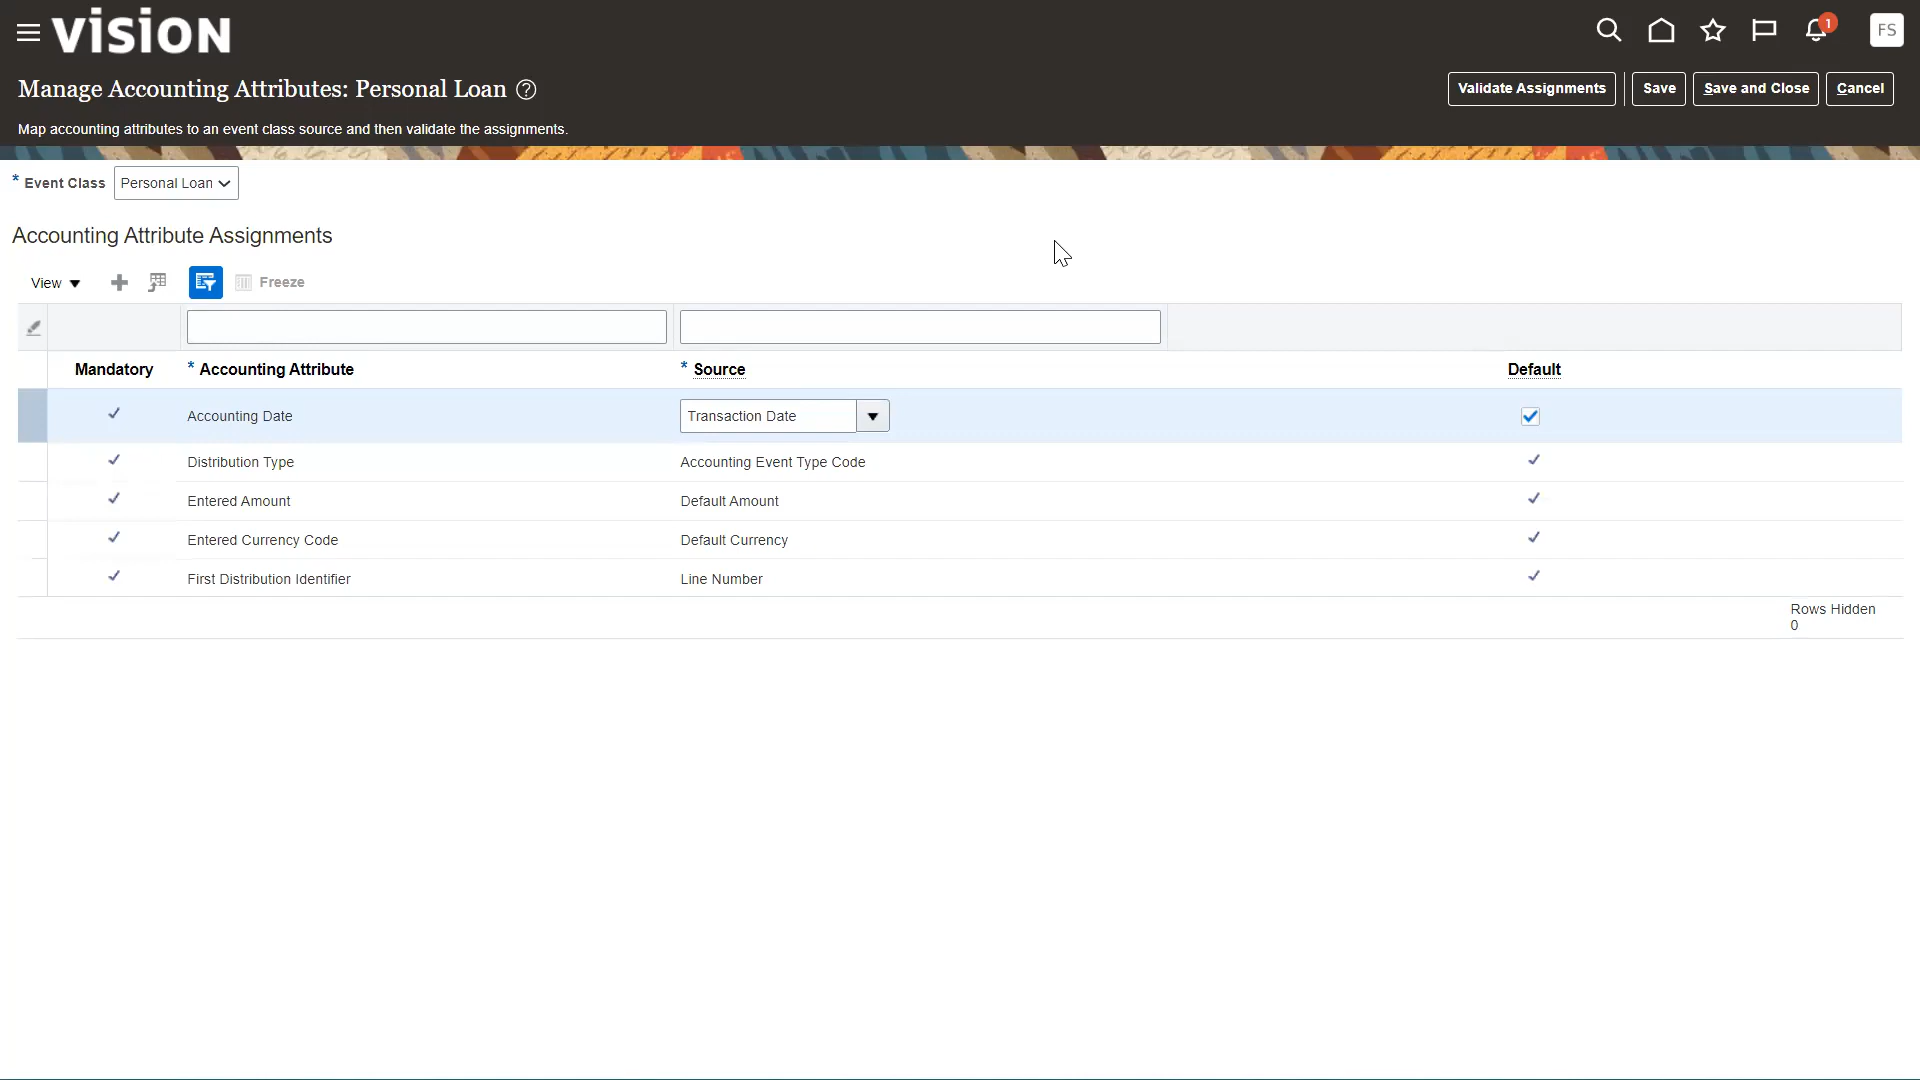 VISION
1
FS
Manage Accounting Attributes: Personal Loan ?
Validate Assignments Save Save and Close Cancel
Map accounting attributes to an event class source and then validate the assignments.
* Event Class Personal Loan
Accounting Attribute Assignments
View Freeze
Mandatory * Accounting Attribute * Source Default
Accounting Date Transaction Date
Distribution Type Accounting Event Type Code
Entered Amount Default Amount
Entered Currency Code Default Currency
First Distribution Identifier Line Number
Rows Hidden
0